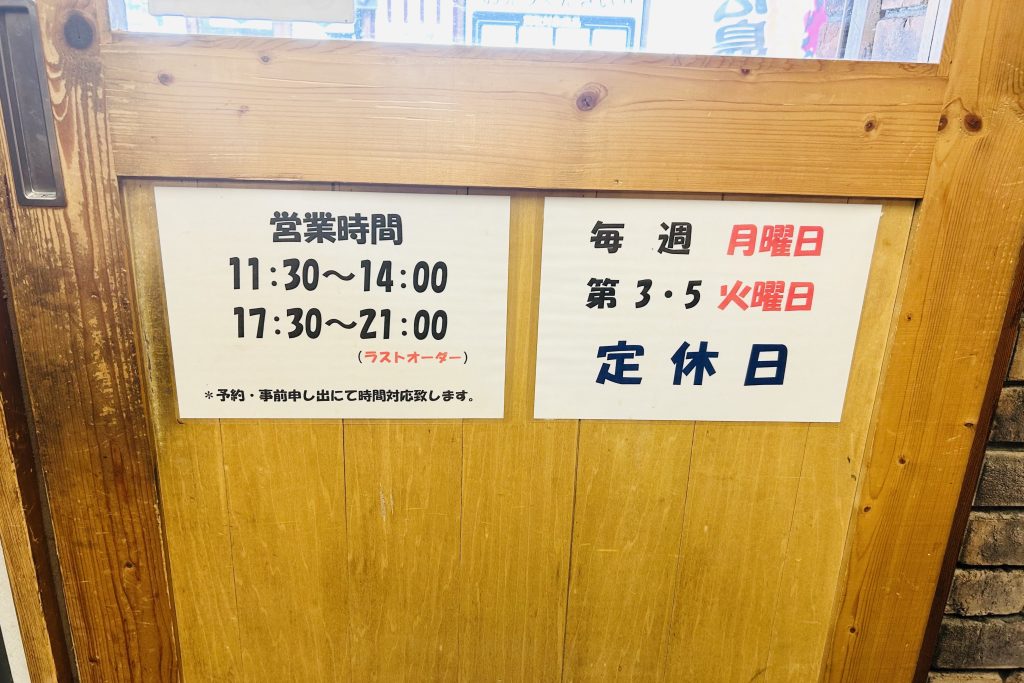 営業時間
11:30～14:00
17:30～21:00
(ラストオーダー)
＊予約・事前申し出にて時間対応致します。
毎 週 月曜日
第 3・5 火曜日
定 休 日